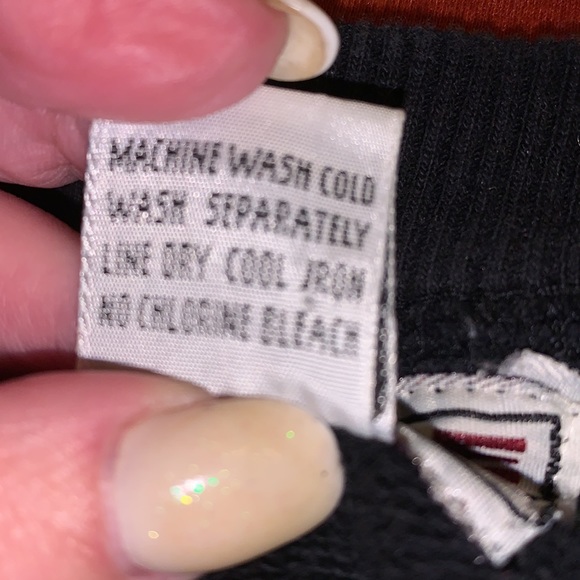 MACHINE WASH COLD
WASH SEPARATELY
LINE DRY COOL IRON
NO CHLORINE BLEACH